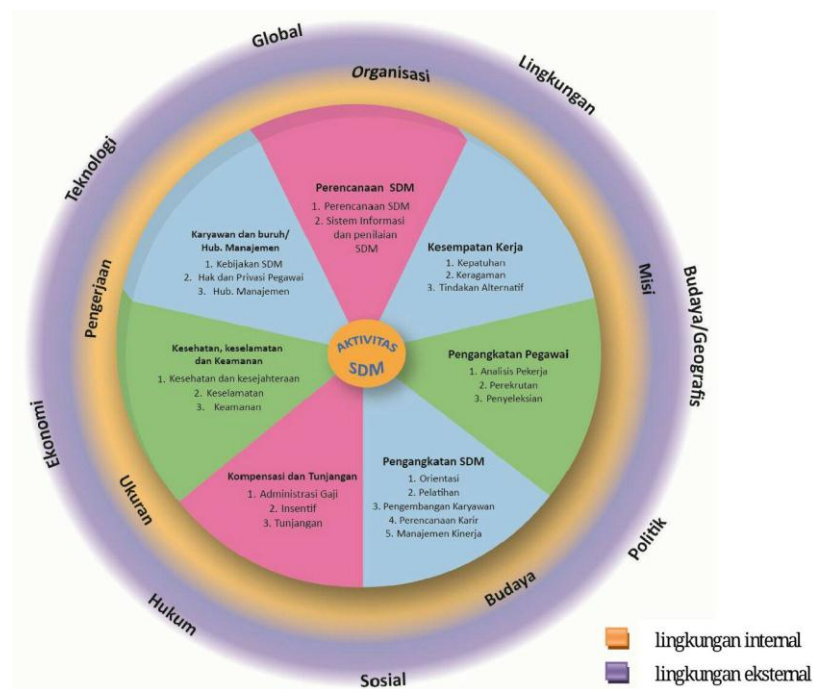 Global
Lingkungan
Budaya/Geografis
Politik
Sosial
Hukum
Ekonomi
Teknologi
Organisasi
Misi
Budaya
Ukuran
Pengerjaan
Perencanaan SDM
1. Perencanaan SDM
2. Sistem Informasi
dan penilaian
SDM
Kesempatan Kerja
1. Kepatuhan
2. Keragaman
3. Tindakan Alternatif
Pengangkatan Pegawai
1. Analisis Pekerja
2. Perekrutan
3. Penyeleksian
Pengangkatan SDM
1. Orientasi
2. Pelatihan
3. Pengembangan Karyawan
4. Perencanaan Karir
5. Manajemen Kinerja
Kompensasi dan Tunjangan
1. Administrasi Gaji
2. Insentif
3. Tunjangan
Kesehatan, keselamatan
dan Keamanan
1. Kesehatan dan kesejahteraan
2. Keselamatan
3. Keamanan
Karyawan dan buruh/
Hub. Manajemen
1. Kebijakan SDM
2. Hak dan Privasi Pegawai
3. Hub. Manajemen
AKTIVITAS
SDM
lingkungan internal
lingkungan eksternal